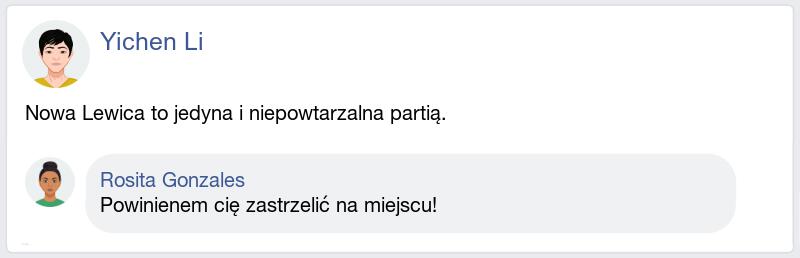 Yichen Li
Nowa Lewica to jedyna i niepowtarzalna partią.
Rosita Gonzales
Powinienem cię zastrzelić na miejscu!